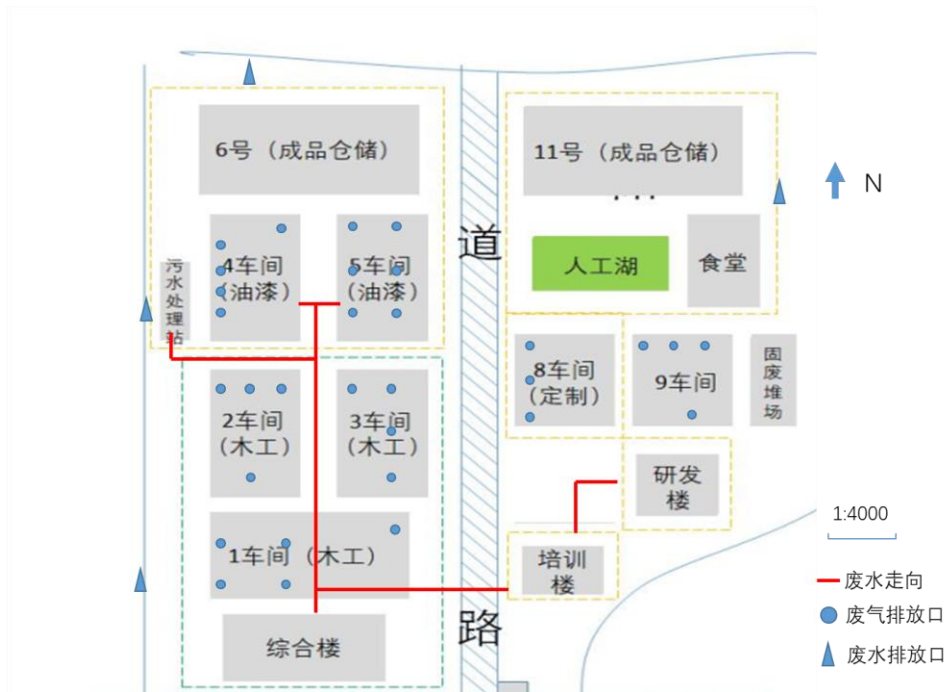 6号（成品仓储）
11号（成品仓储）
N
道
4车间
（油漆）
5车间
（油漆）
人工湖
食堂
污
水
处
理
站
8车间
（定制）
9车间
固
废
堆
场
2车间
（木工）
3车间
（木工）
研发
楼
1:4000
1车间（木工）
培训
楼
废水走向
废气排放口
路
综合楼
废水排放口